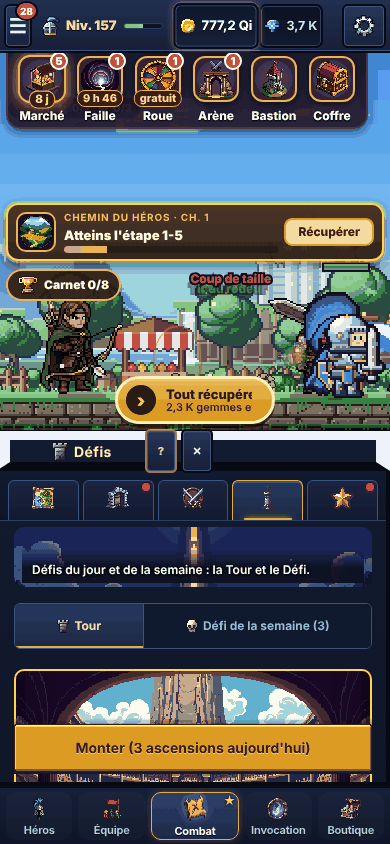 28
Niv. 157
777,2 Qi
3,7 K
5
1
1
1
8 j
9 h 46
gratuit
Marché
Faille
Roue
Arène
Bastion
Coffre
CHEMIN DU HÉROS · CH. 1
Atteins l'étape 1-5
Récupérer
Carnet 0/8
Coup de taille
Tout récupére
2,3 K gemmes e
Défis
?
×
Défis du jour et de la semaine : la Tour et le Défi.
Tour
Défi de la semaine (3)
Monter (3 ascensions aujourd'hui)
Héros
Équipe
Combat
Invocation
Boutique